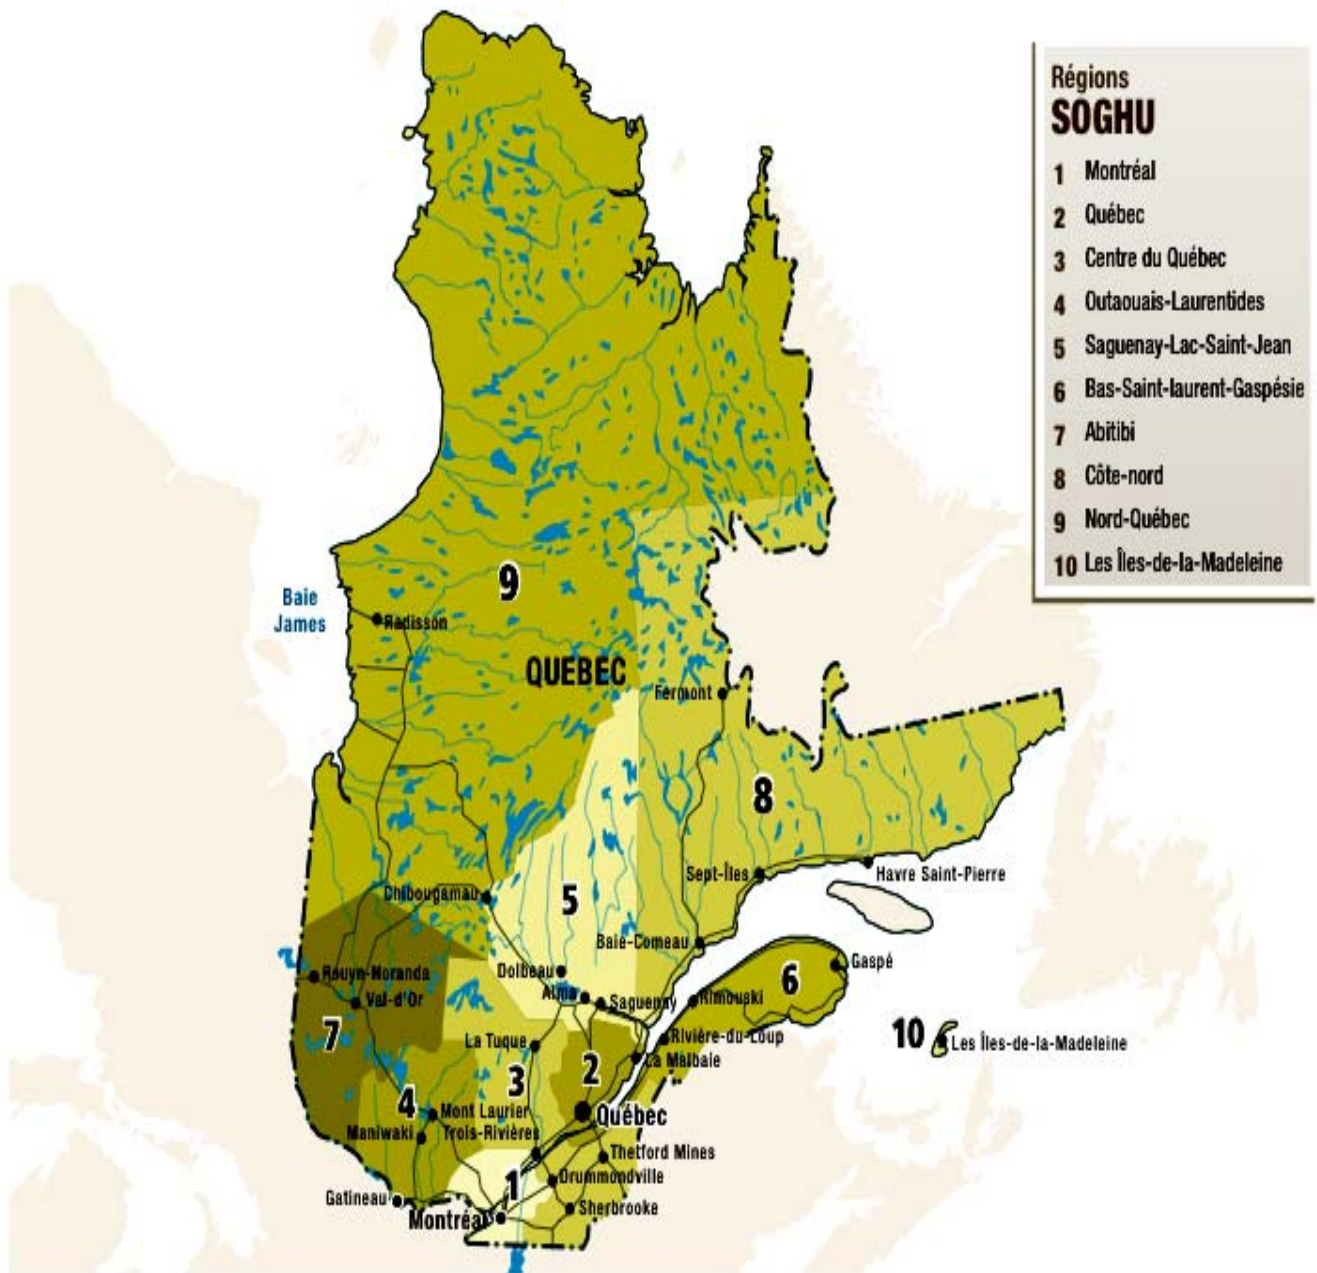 Régions
SOGHU
1 Montréal
2 Québec
3 Centre du Québec
4 Outaouais-Laurentides
5 Saguenay-Lac-Saint-Jean
6 Bas-Saint-laurent-Gaspésie
7 Abitibi
8 Côte-nord
9 Nord-Québec
10 Les Îles-de-la-Madeleine
9
Baie
James
Radisson
QUEBEC
Fermont
8
Sept-Îles
Havre Saint-Pierre
Chibougamau
5
Baie-Comeau
Gaspé
Rouyn-Noranda
Dolbeau
6
Val-d'Or
Alma
Saguenay
Rimouski
7
La Tuque
Rivière-du-Loup
10
Les Îles-de-la-Madeleine
La Malbaie
3
2
4
Mont Laurier
Québec
Maniwaki
Trois-Rivières
Thetford Mines
1
Drummondville
Gatineau
Sherbrooke
Montréal